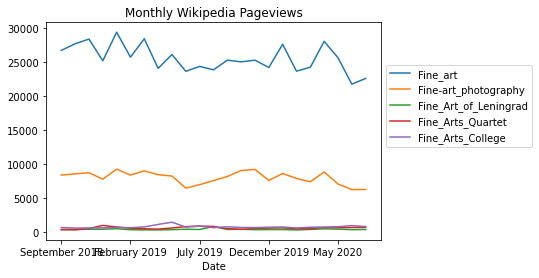 Monthly Wikipedia Pageviews
30000
25000
20000
15000
10000
5000
0
Fine_art
Fine-art_photography
Fine_Art_of_Leningrad
Fine_Arts_Quartet
Fine_Arts_College
September 2018 February 2019 July 2019 December 2019 May 2020
Date